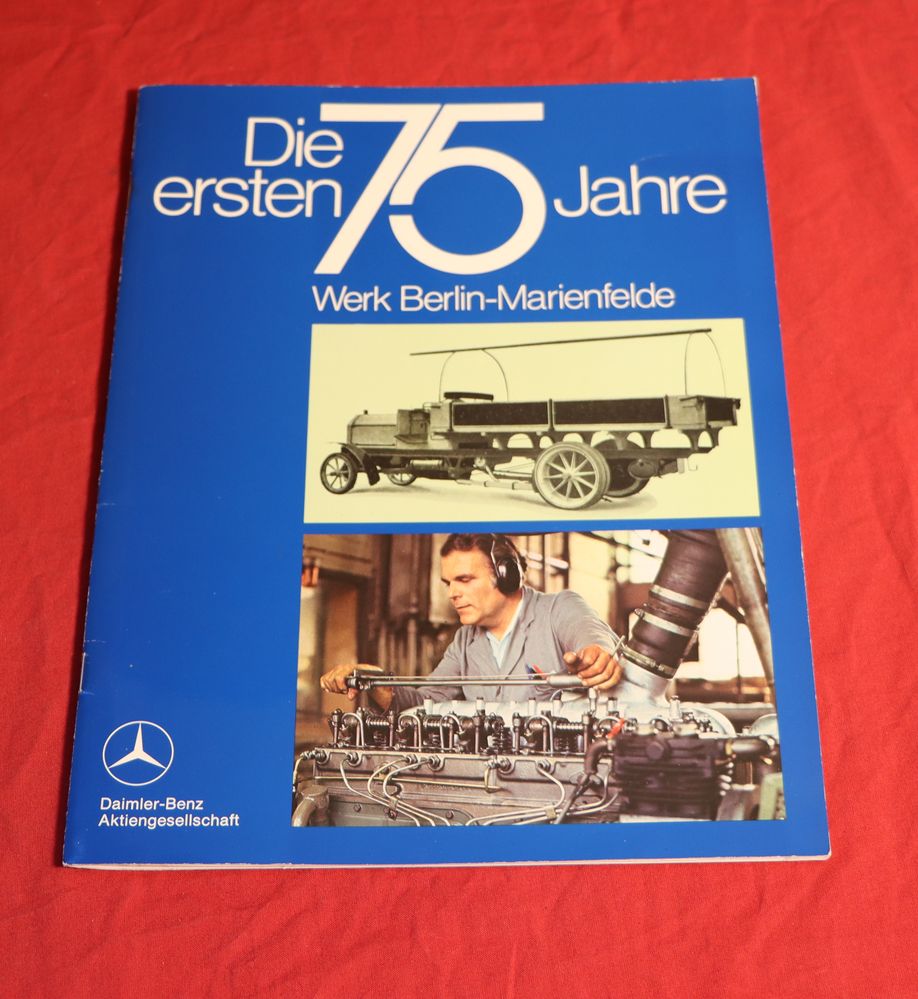 Die
ersten 75 Jahre
Werk Berlin-Marienfelde
Daimler-Benz
Aktiengesellschaft